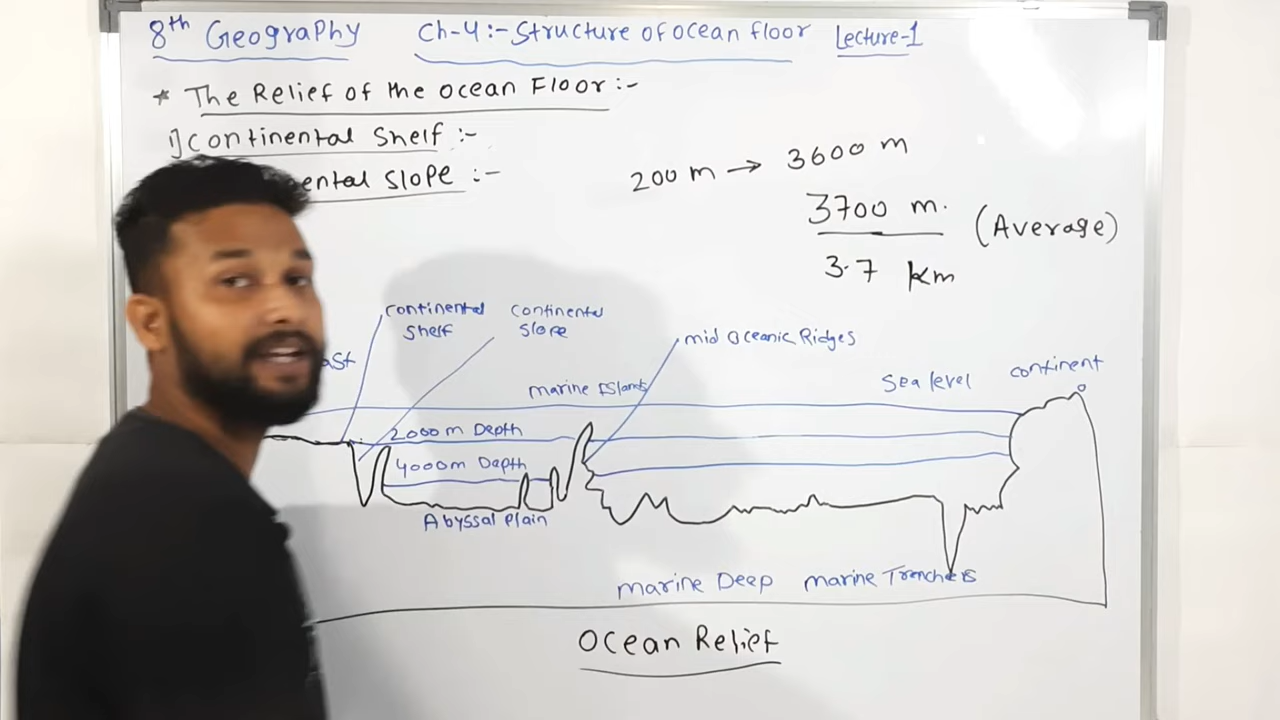 8th Geography Ch-4:- Structure of ocean floor Lecture-1
* The Relief of the ocean Floor:-
1) Continental Shelf :-
ental Slope :-
200 m → 3600 m
3700 m. (Average)
3.7 km
continental shelf
continental slope
mid Oceanic Ridges
ast
marine Islands
Sea level
continent
2000m Depth
4000m Depth
Abyssal Plain
marine Deep
marine Trenches
Ocean Relief